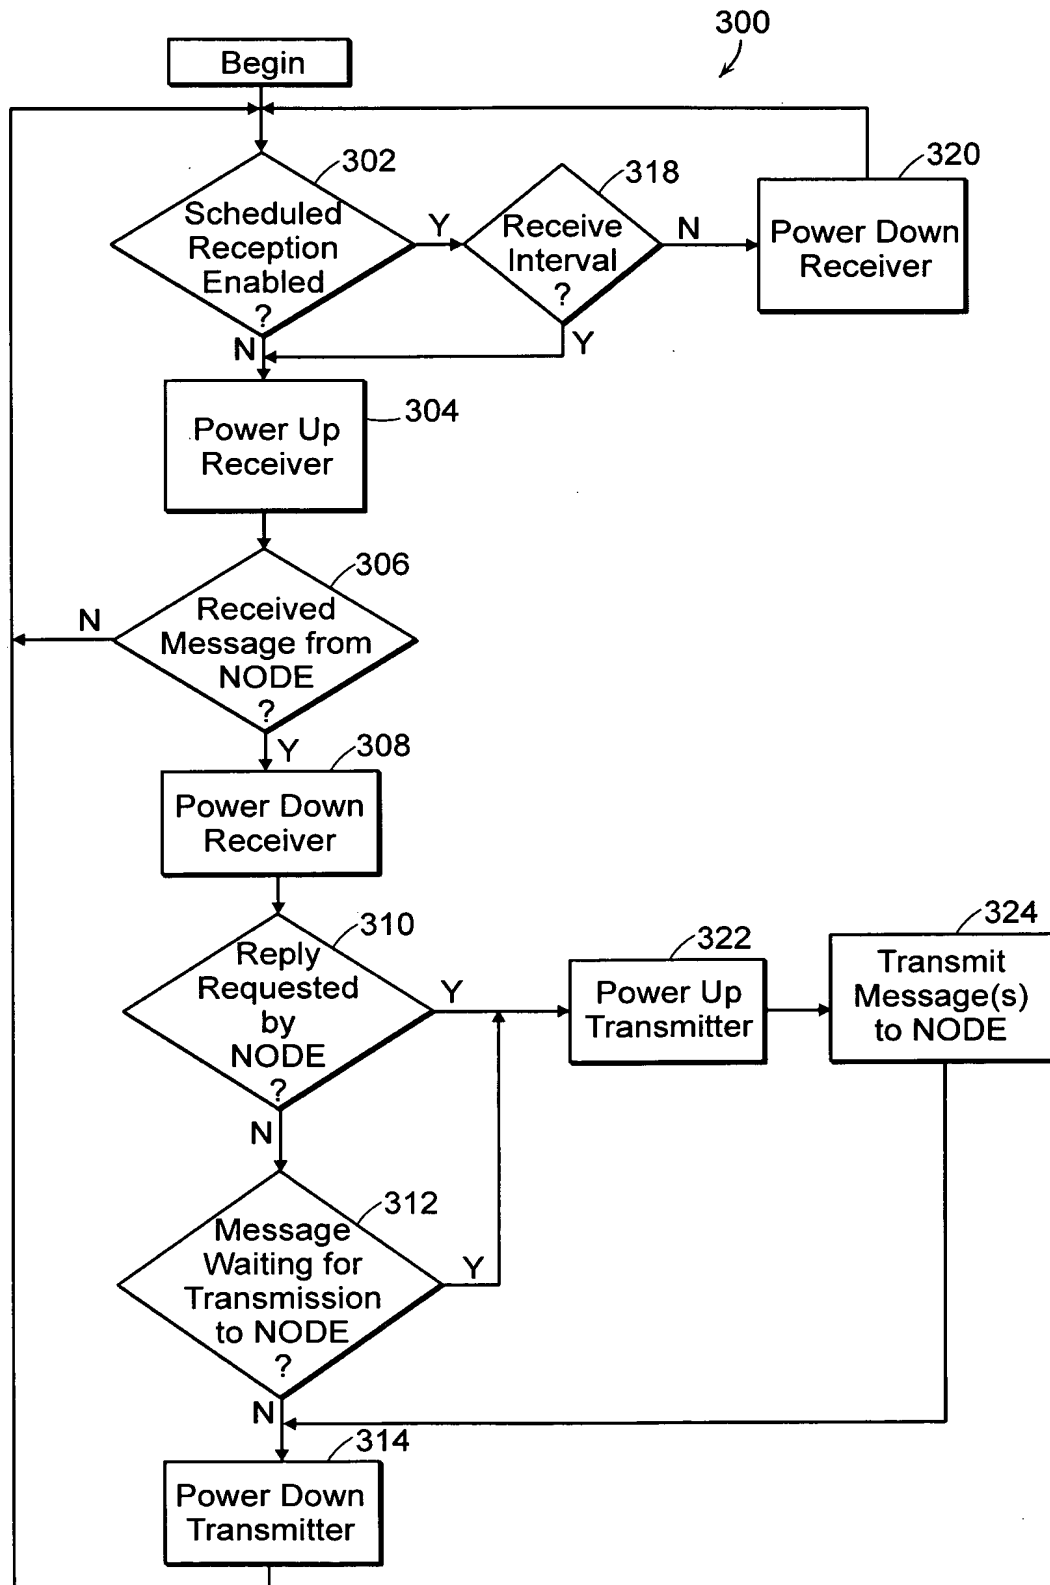 300
Begin
302
Scheduled
Reception
Enabled
?
Y
N
318
Receive
Interval
?
N
Y
320
Power Down
Receiver
304
Power Up
Receiver
306
Received
Message from
NODE
?
N
Y
308
Power Down
Receiver
310
Reply
Requested
by
NODE
?
Y
N
322
Power Up
Transmitter
324
Transmit
Message(s)
to NODE
312
Message
Waiting for
Transmission
to NODE
?
Y
N
314
Power Down
Transmitter